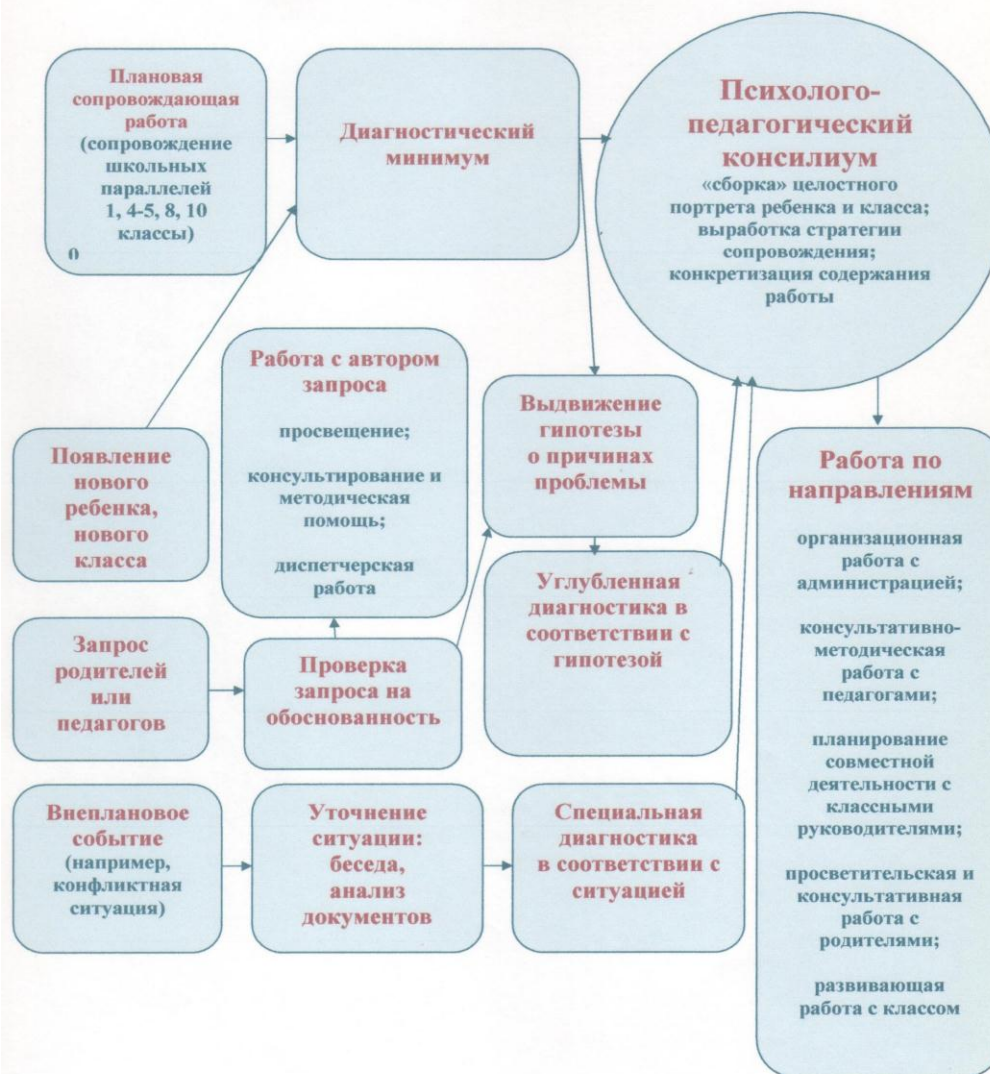 Плановая
сопровождающая
работа
(сопровождение
школьных
параллелей
1, 4-5, 8, 10
классы)
0
Диагностический
минимум
Психолого-
педагогический
консилиум
«сборка» целостного
портрета ребенка и класса;
выработка стратегии
сопровождения;
конкретизация содержания
работы
Работа с автором
запроса
просвещение;
консультирование и
методическая
помощь;
диспетчерская
работа
Выдвижение
гипотезы
о причинах
проблемы
Появление
нового
ребенка,
нового
класса
Углубленная
диагностика в
соответствии с
гипотезой
Запрос
родителей
или
педагогов
Проверка
запроса на
обоснованность
Внеплановое
событие
(например,
конфликтная
ситуация)
Уточнение
ситуации:
беседа,
анализ
документов
Специальная
диагностика
в соответствии с
ситуацией
Работа по
направлениям
организационная
работа с
администрацией;
консультативно-
методическая
работа с
педагогами;
планирование
совместной
деятельности с
классными
руководителями;
просветительская и
консультативная
работа с
родителями;
развивающая
работа с классом